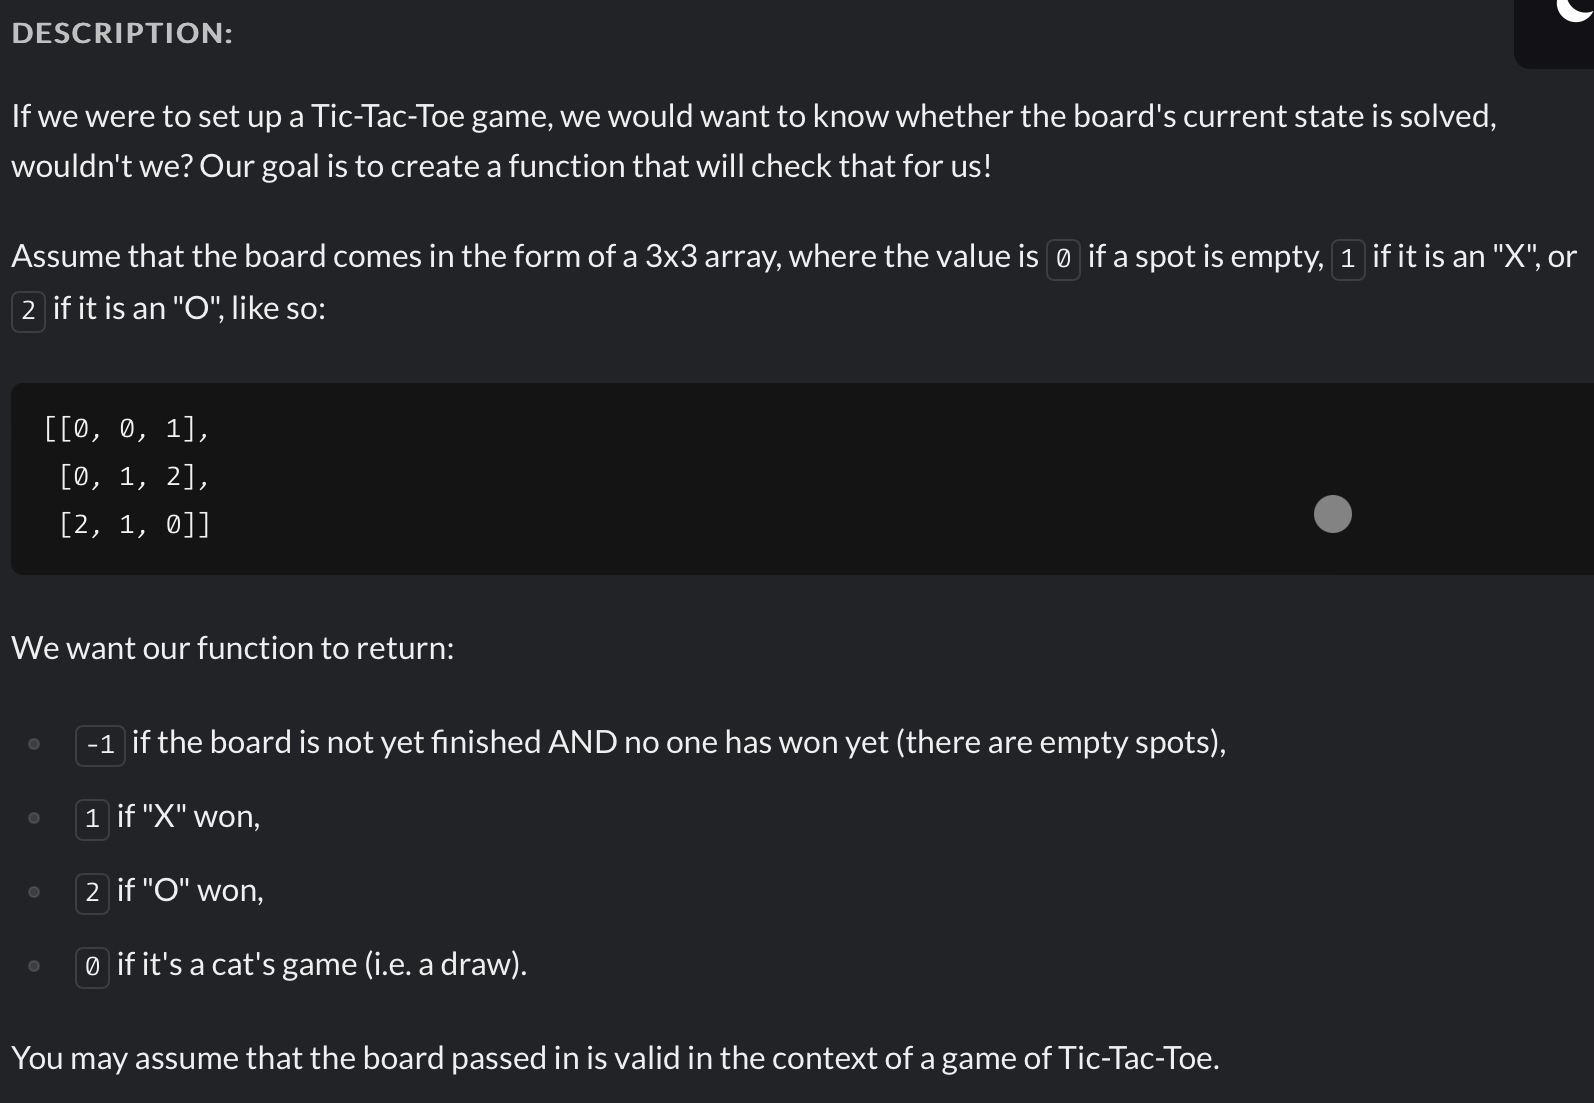 DESCRIPTION:
If we were to set up a Tic-Tac-Toe game, we would want to know whether the board's current state is solved,
wouldn't we? Our goal is to create a function that will check that for us!
Assume that the board comes in the form of a 3x3 array, where the value is 0 if a spot is empty, 1 if it is an "X", or
2 if it is an "O", like so:
[[0, 0, 1],
 [0, 1, 2],
 [2, 1, 0]]
We want our function to return:
-1 if the board is not yet finished AND no one has won yet (there are empty spots),
1 if "X" won,
2 if "O" won,
0 if it's a cat's game (i.e. a draw).
You may assume that the board passed in is valid in the context of a game of Tic-Tac-Toe.